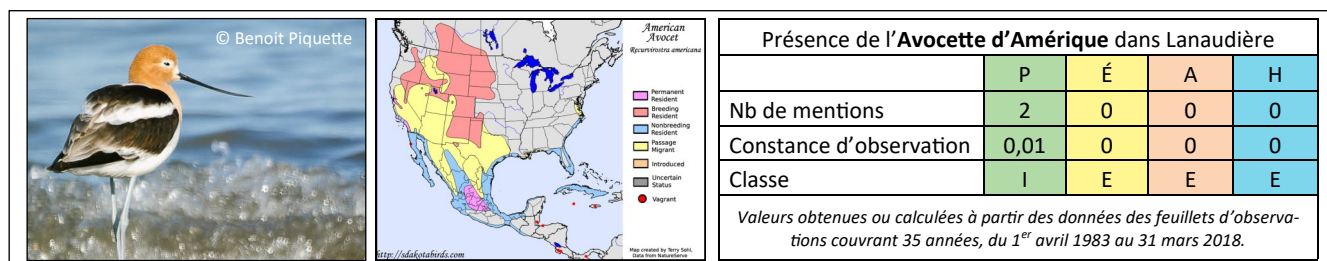 © Benoit Piquette
American
Avocet
Recurvirostra americana
Permanent
Resident
Breeding
Resident
Nonbreeding
Resident
Passage
Migrant
Introduced
Uncertain
Status
Vagrant
Map created by Terry Sohl,
Data from NatureServe
http://sdakotabirds.com
Présence de l'Avocette d'Amérique dans Lanaudière
P É A H
Nb de mentions 2 0 0 0
Constance d'observation 0,01 0 0 0
Classe I E E E
Valeurs obtenues ou calculées à partir des données des feuillets d'observa-
tions couvrant 35 années, du 1er avril 1983 au 31 mars 2018.